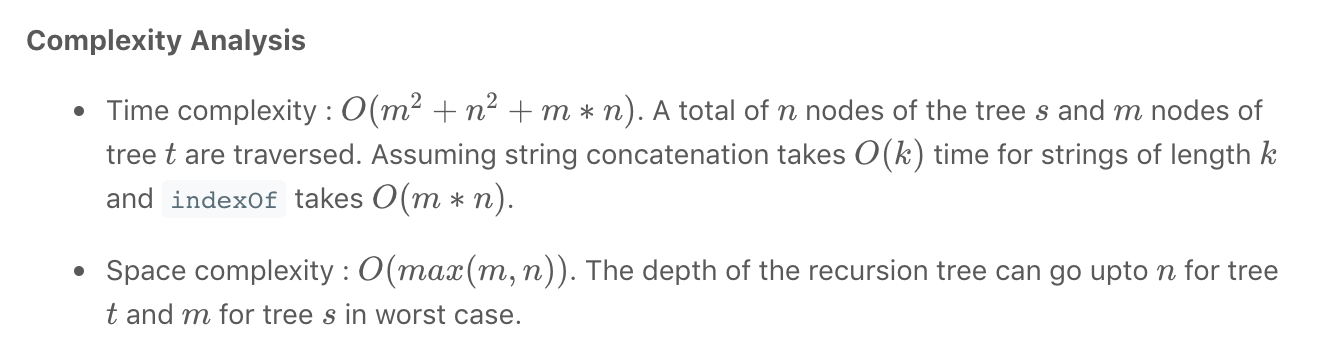 Complexity Analysis
• Time complexity : O(m² + n² + m * n). A total of n nodes of the tree s and m nodes of
tree t are traversed. Assuming string concatenation takes O(k) time for strings of length k
and indexOf takes O(m * n).
• Space complexity : O(max(m, n)). The depth of the recursion tree can go upto n for tree
t and m for tree s in worst case.